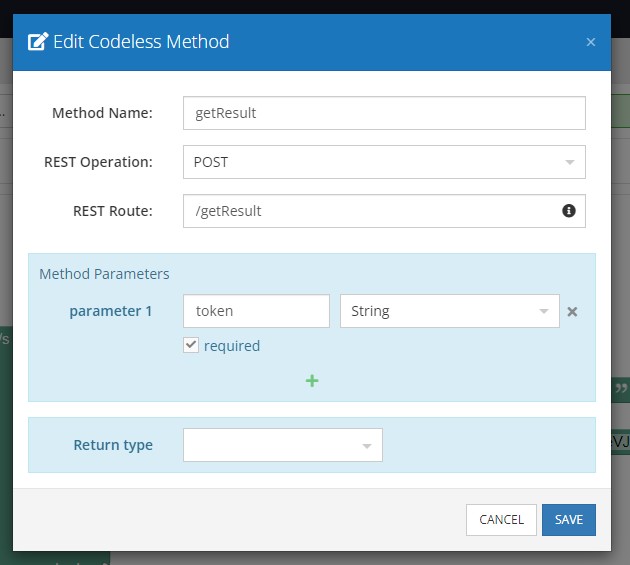 Edit Codeless Method ×
Method Name: getResult
REST Operation: POST
REST Route: /getResult
Method Parameters
parameter 1 token String
required
+
Return type
CANCEL SAVE